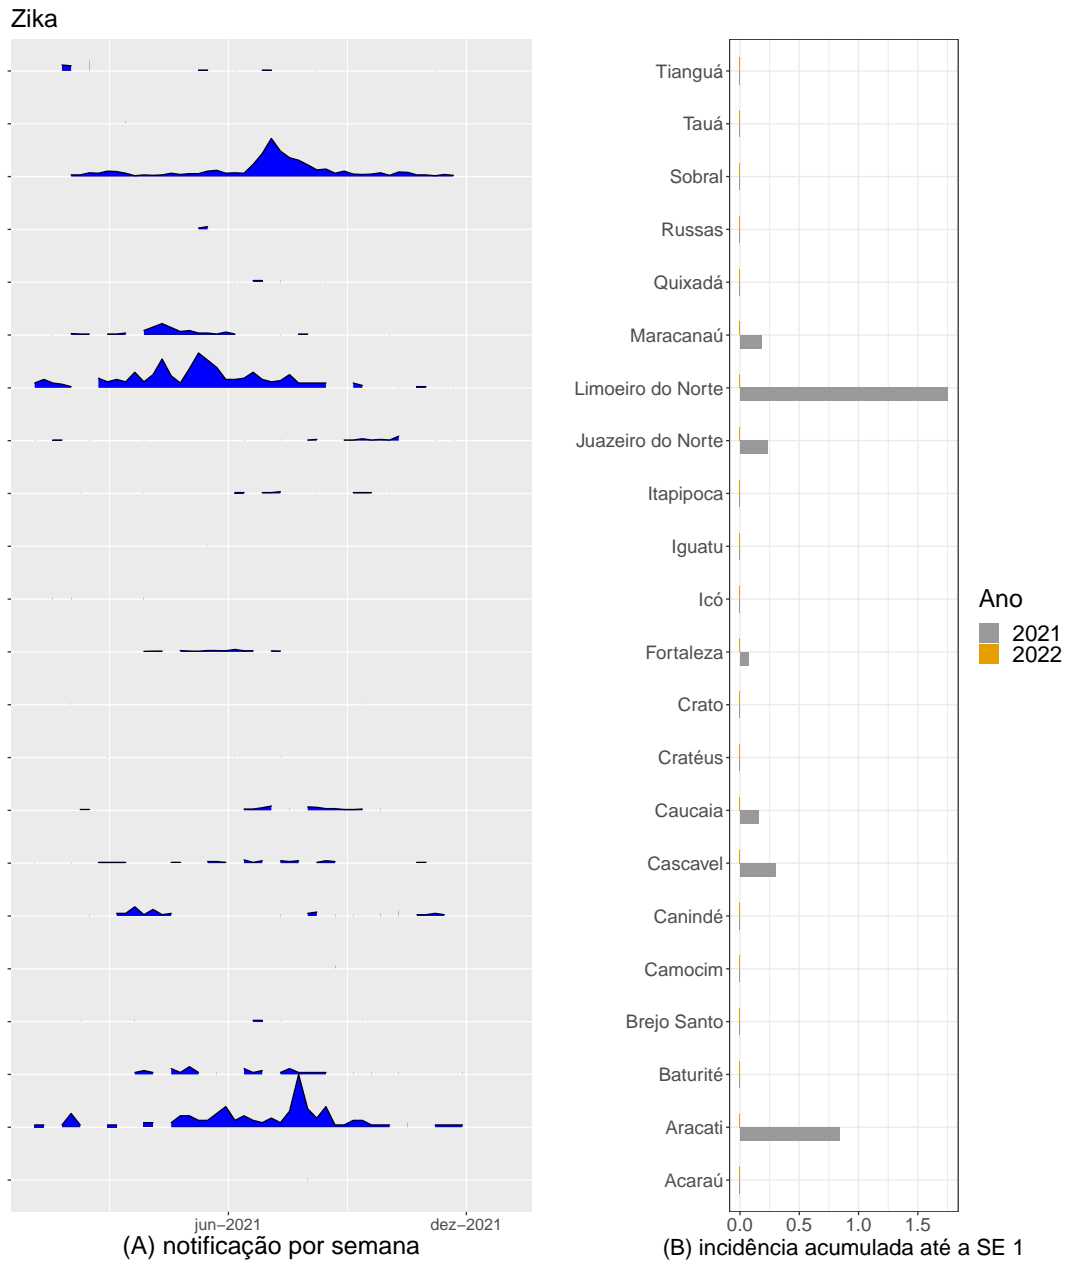 Zika
Tianguá
Tauá
Sobral
Russas
Quixadá
Maracanaú
Limoeiro do Norte
Juazeiro do Norte
Itapipoca
Iguatu
Icó
Fortaleza
Crato
Cratéus
Caucaia
Cascavel
Canindé
Camocim
Brejo Santo
Baturité
Aracati
Acaraú
jun−2021 dez−2021
(A) notificação por semana
0.0 0.5 1.0 1.5
(B) incidência acumulada até a SE 1
Ano
2021
2022